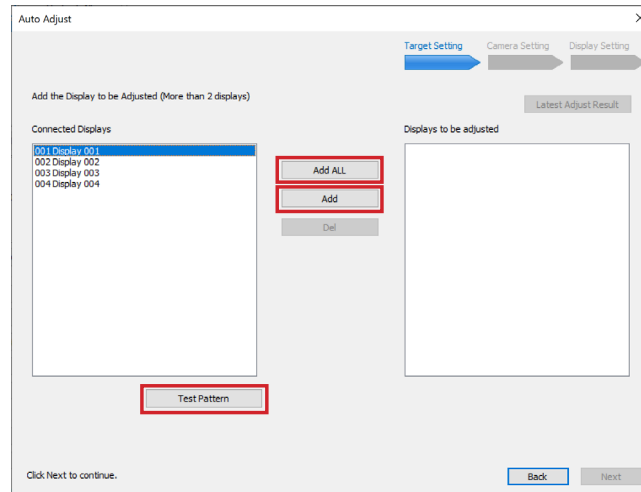 Auto Adjust
Target Setting
Camera Setting
Display Setting
Add the Display to be Adjusted (More than 2 displays)
Latest Adjust Result
Connected Displays
Displays to be adjusted
001 Display 001
002 Display 002
003 Display 003
004 Display 004
Add ALL
Add
Del
Test Pattern
Click Next to continue.
Back
Next